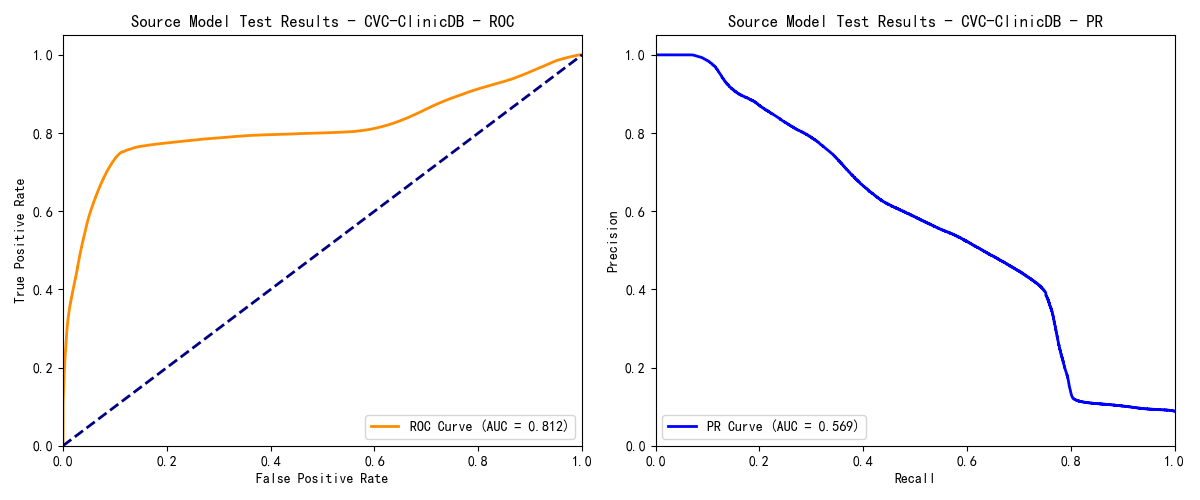 Source Model Test Results - CVC-ClinicDB - ROC
1.0
0.8
0.6
0.4
0.2
0.0
True Positive Rate
0.0 0.2 0.4 0.6 0.8 1.0
False Positive Rate
ROC Curve (AUC = 0.812)
Source Model Test Results - CVC-ClinicDB - PR
1.0
0.8
0.6
0.4
0.2
0.0
Precision
0.0 0.2 0.4 0.6 0.8 1.0
Recall
PR Curve (AUC = 0.569)